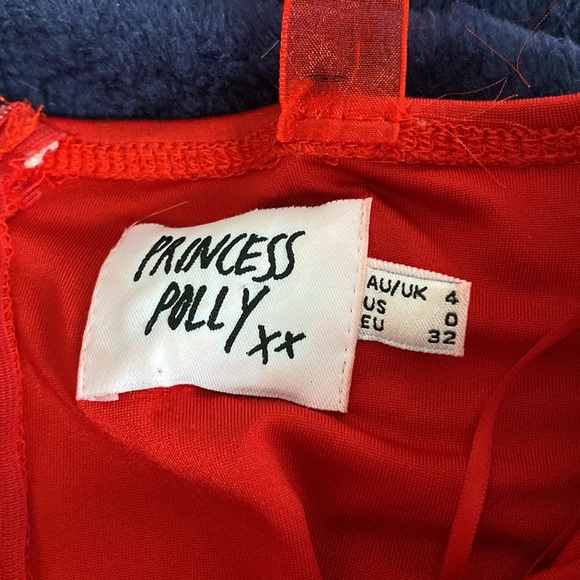 PRINCESS
POLLY
xx
AU/UK 4
US 0
EU 32